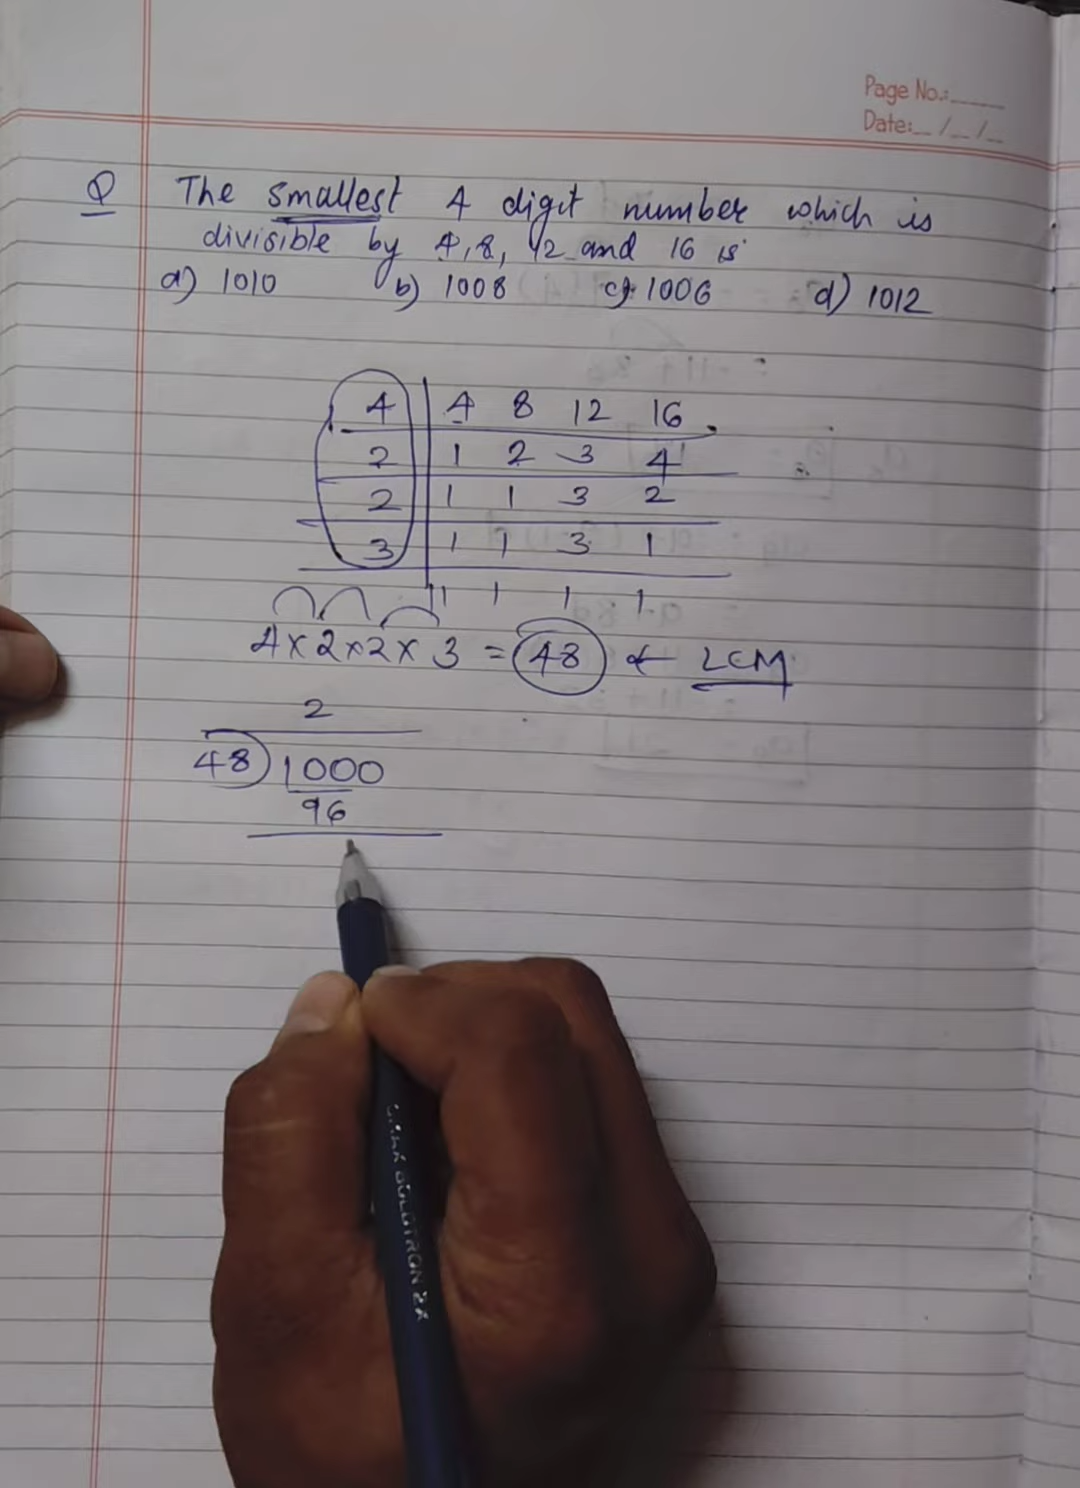 Page No.:
Date: / /
Q The smallest 4 digit number which is
divisible by 4, 8, 12 and 16 is
a) 1010 b) 1008 c) 1006 d) 1012
4 | 4 8 12 16
2 | 1 2 3 4
2 | 1 1 3 2
3 | 1 1 3 1
1 1 1 1
4 × 2 × 2 × 3 = 48 ← LCM
2
48 ) 1000
96